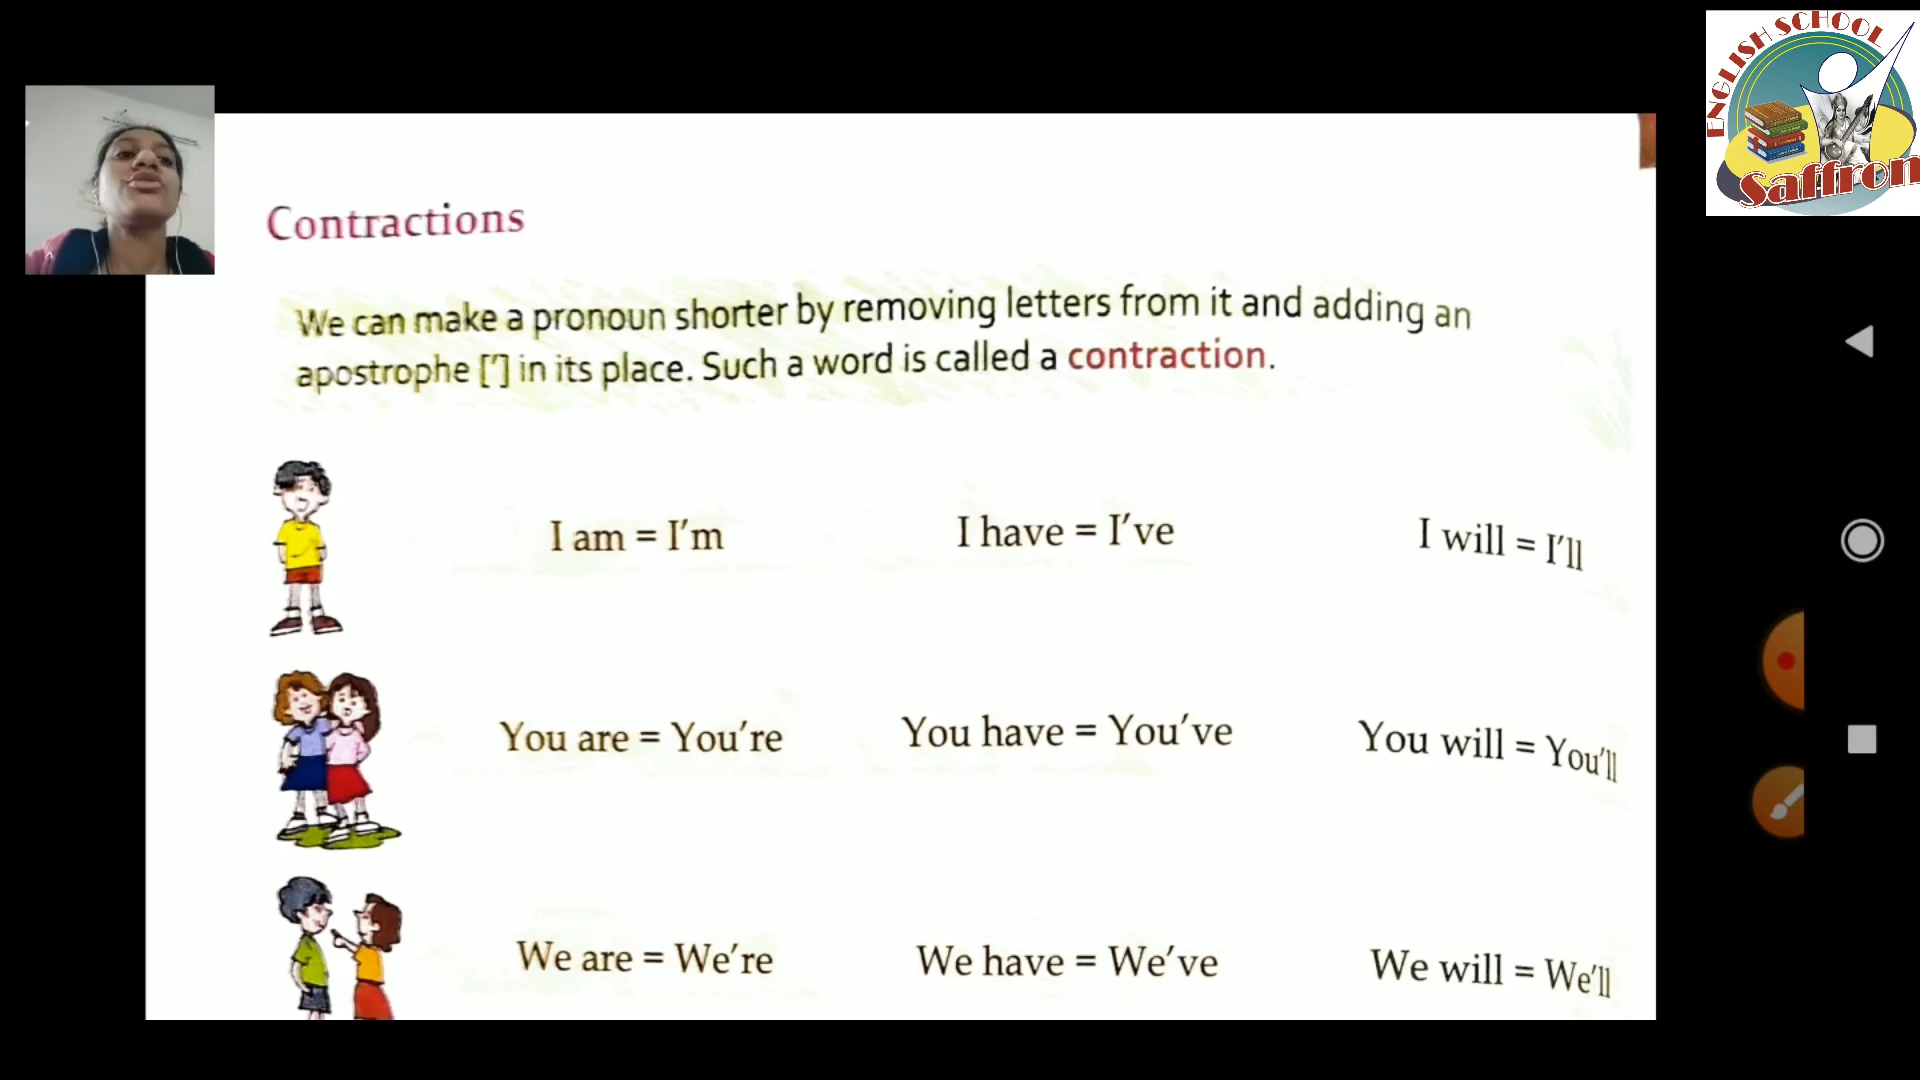 ENGLISH SCHOOL
Saffron
Contractions
We can make a pronoun shorter by removing letters from it and adding an
apostrophe [′] in its place. Such a word is called a contraction.
I am = I′m I have = I′ve I will = I′ll
You are = You′re You have = You′ve You will = You′ll
We are = We′re We have = We′ve We will = We′ll